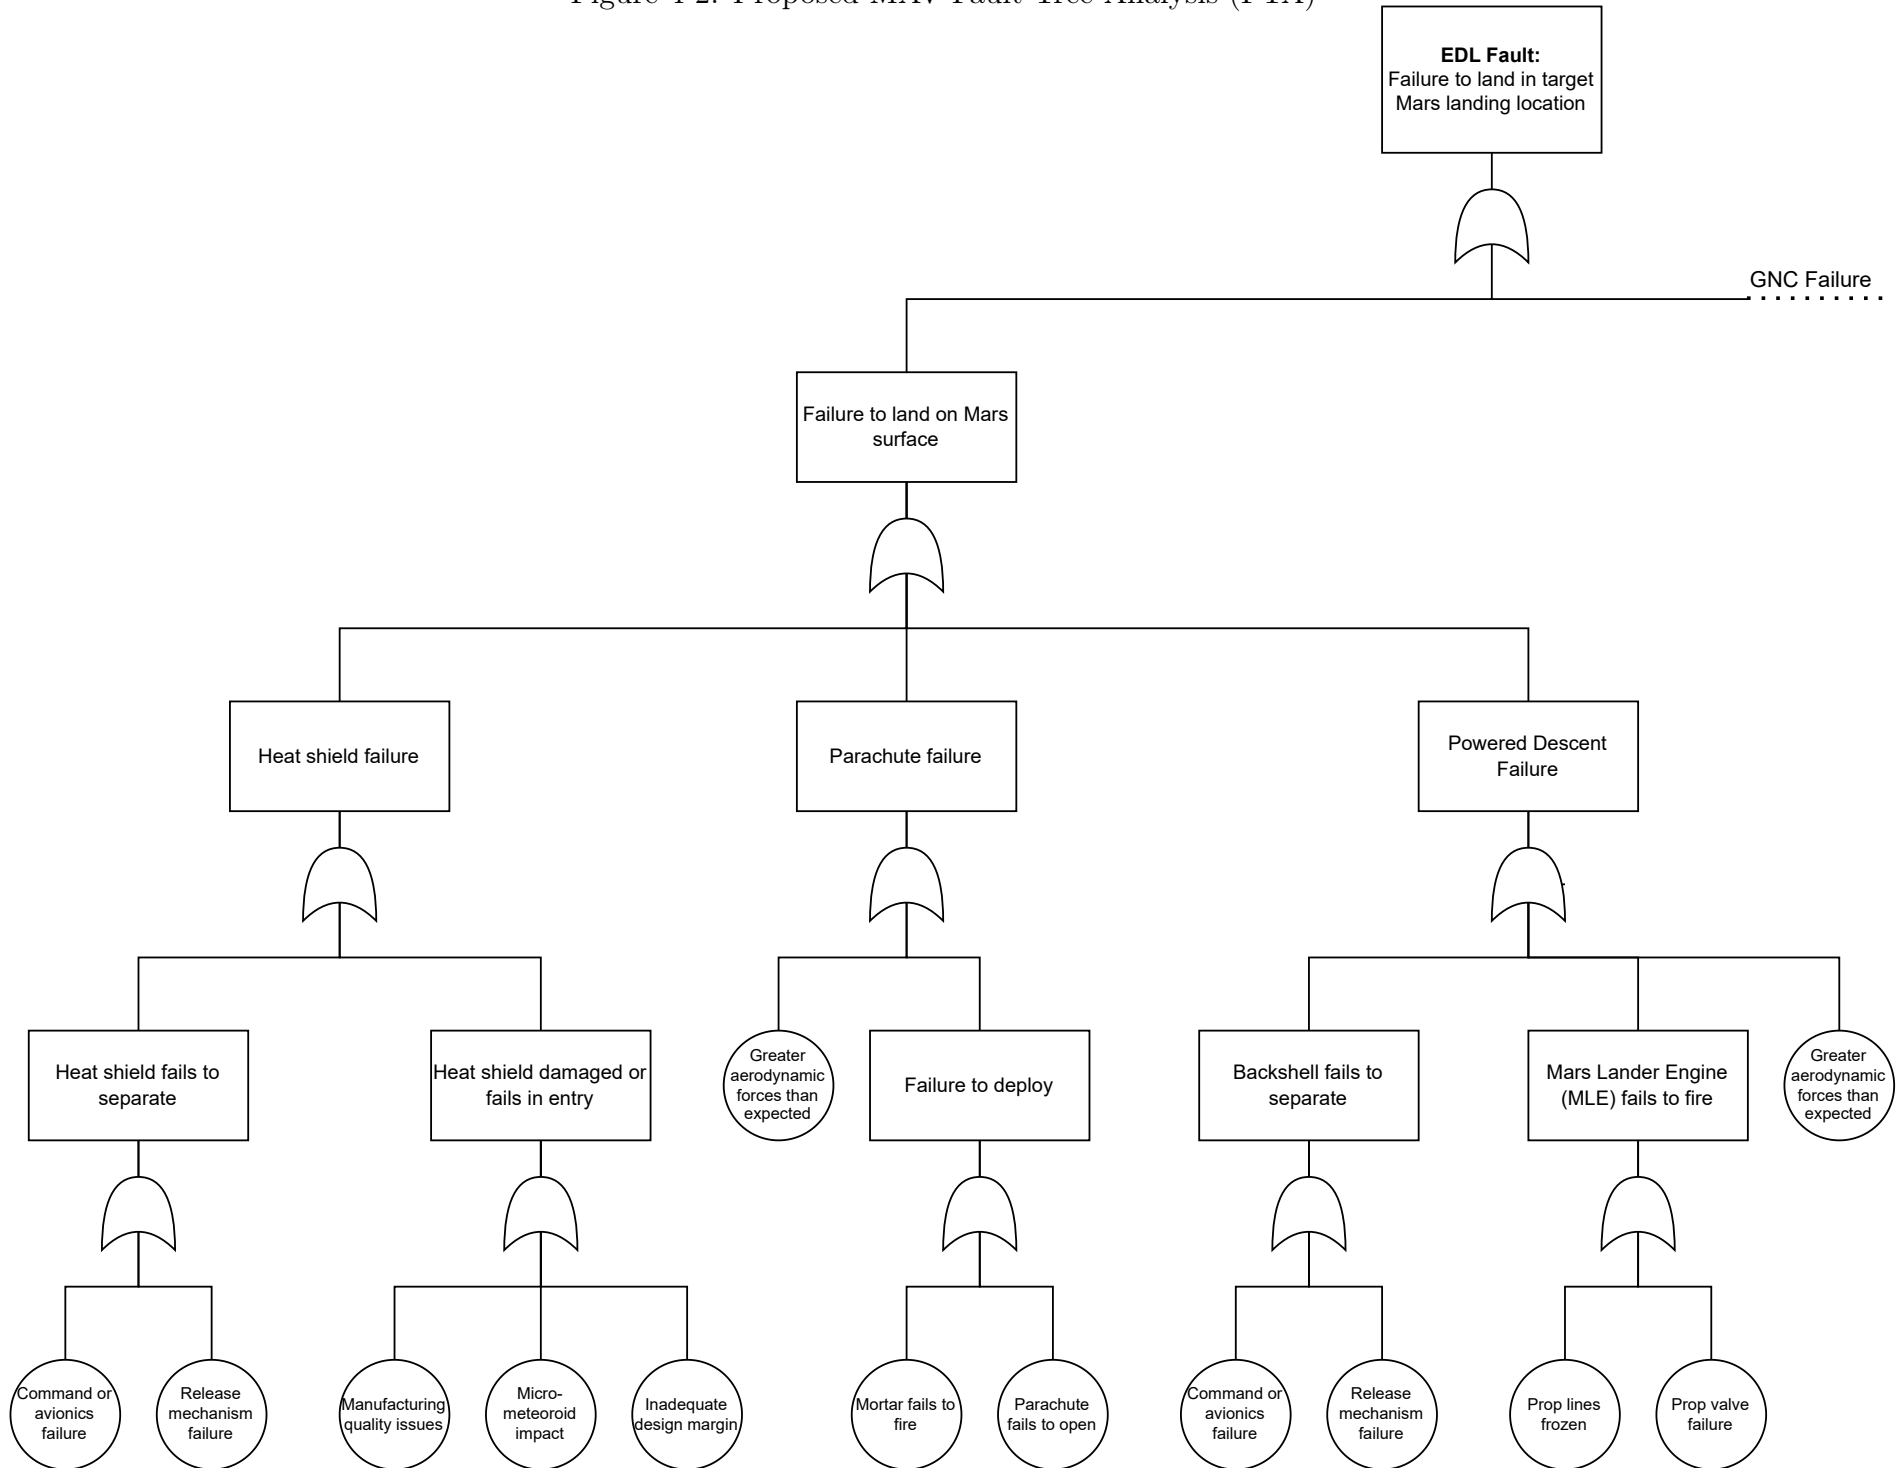 Figure 4-2: Proposed MAV Fault Tree Analysis (FTA)
EDL Fault:
Failure to land in target
Mars landing location
GNC Failure
Failure to land on Mars
surface
Heat shield failure
Parachute failure
Powered Descent
Failure
Heat shield fails to
separate
Heat shield damaged or
fails in entry
Greater
aerodynamic
forces than
expected
Failure to deploy
Backshell fails to
separate
Mars Lander Engine
(MLE) fails to fire
Greater
aerodynamic
forces than
expected
Command or
avionics
failure
Release
mechanism
failure
Manufacturing
quality issues
Micro-
meteoroid
impact
Inadequate
design margin
Mortar fails to
fire
Parachute
fails to open
Command or
avionics
failure
Release
mechanism
failure
Prop lines
frozen
Prop valve
failure